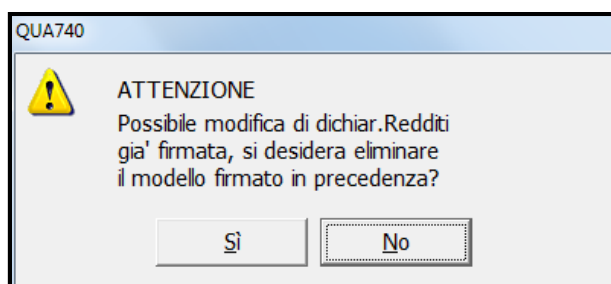 QUA740
ATTENZIONE
Possibile modifica di dichiar.Redditi
gia' firmata, si desidera eliminare
il modello firmato in precedenza?
Sì
No